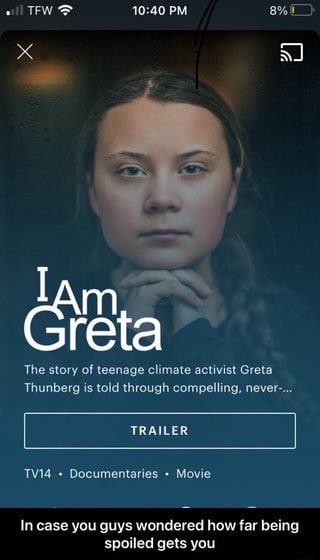 TFW 10:40 PM 8%
I Am
Greta
The story of teenage climate activist Greta
Thunberg is told through compelling, never-...
TRAILER
TV14 • Documentaries • Movie
In case you guys wondered how far being
spoiled gets you